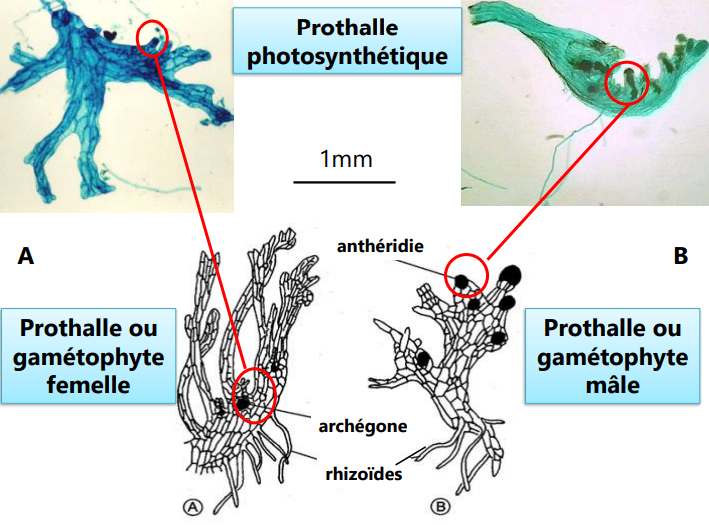 Prothalle
photosynthétique
1mm
anthéridie
A
B
Prothalle ou
gamétophyte
femelle
Prothalle ou
gamétophyte
mâle
archégone
rhizoïdes
A
B